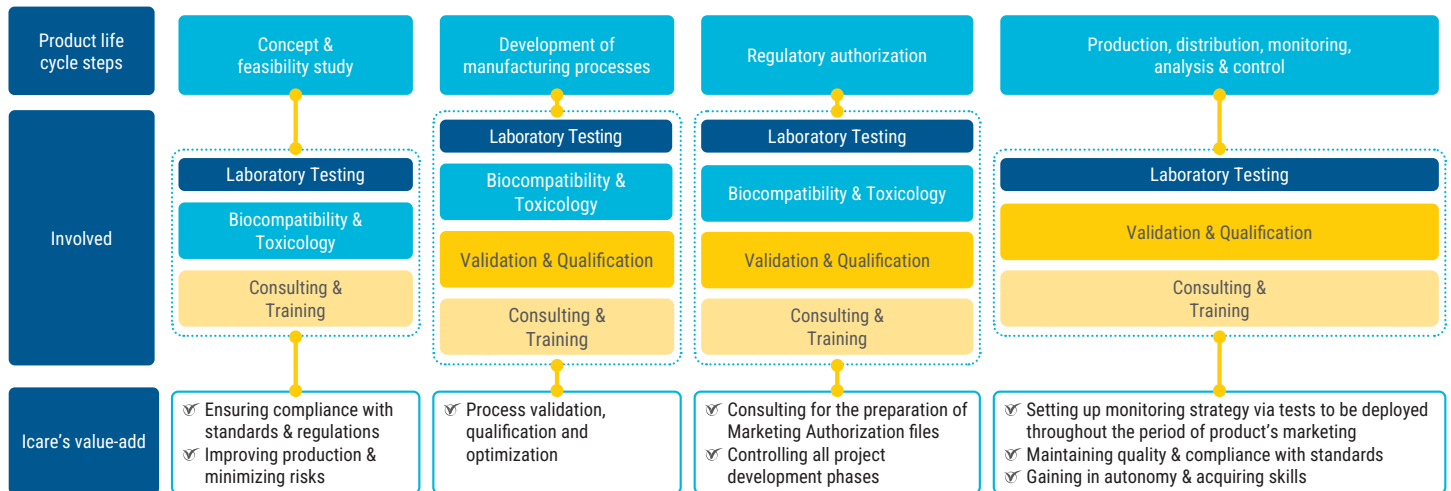 Product life
cycle steps
Concept &
feasibility study
Development of
manufacturing processes
Regulatory authorization
Production, distribution, monitoring,
analysis & control
Involved
Laboratory Testing
Biocompatibility &
Toxicology
Consulting &
Training
Laboratory Testing
Biocompatibility &
Toxicology
Validation & Qualification
Consulting &
Training
Laboratory Testing
Biocompatibility & Toxicology
Validation & Qualification
Consulting &
Training
Laboratory Testing
Validation & Qualification
Consulting &
Training
Icare's value-add
Ensuring compliance with
standards & regulations
Improving production &
minimizing risks
Process validation,
qualification and
optimization
Consulting for the preparation of
Marketing Authorization files
Controlling all project
development phases
Setting up monitoring strategy via tests to be deployed
throughout the period of product's marketing
Maintaining quality & compliance with standards
Gaining in autonomy & acquiring skills